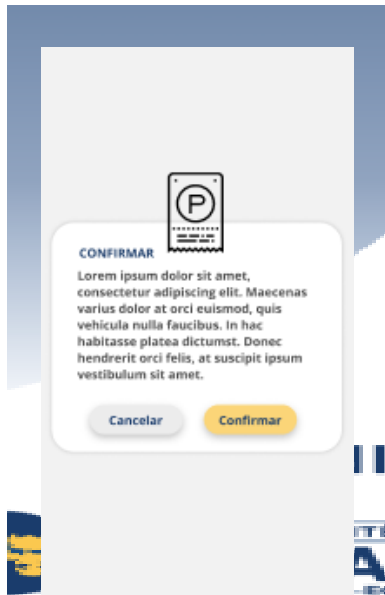 P
CONFIRMAR
Lorem ipsum dolor sit amet,
consectetur adipiscing elit. Maecenas
varius dolor at orci euismod, quis
vehicula nulla faucibus. In hac
habitasse platea dictumst. Donec
hendrerit orci felis, at suscipit ipsum
vestibulum sit amet.
Cancelar Confirmar